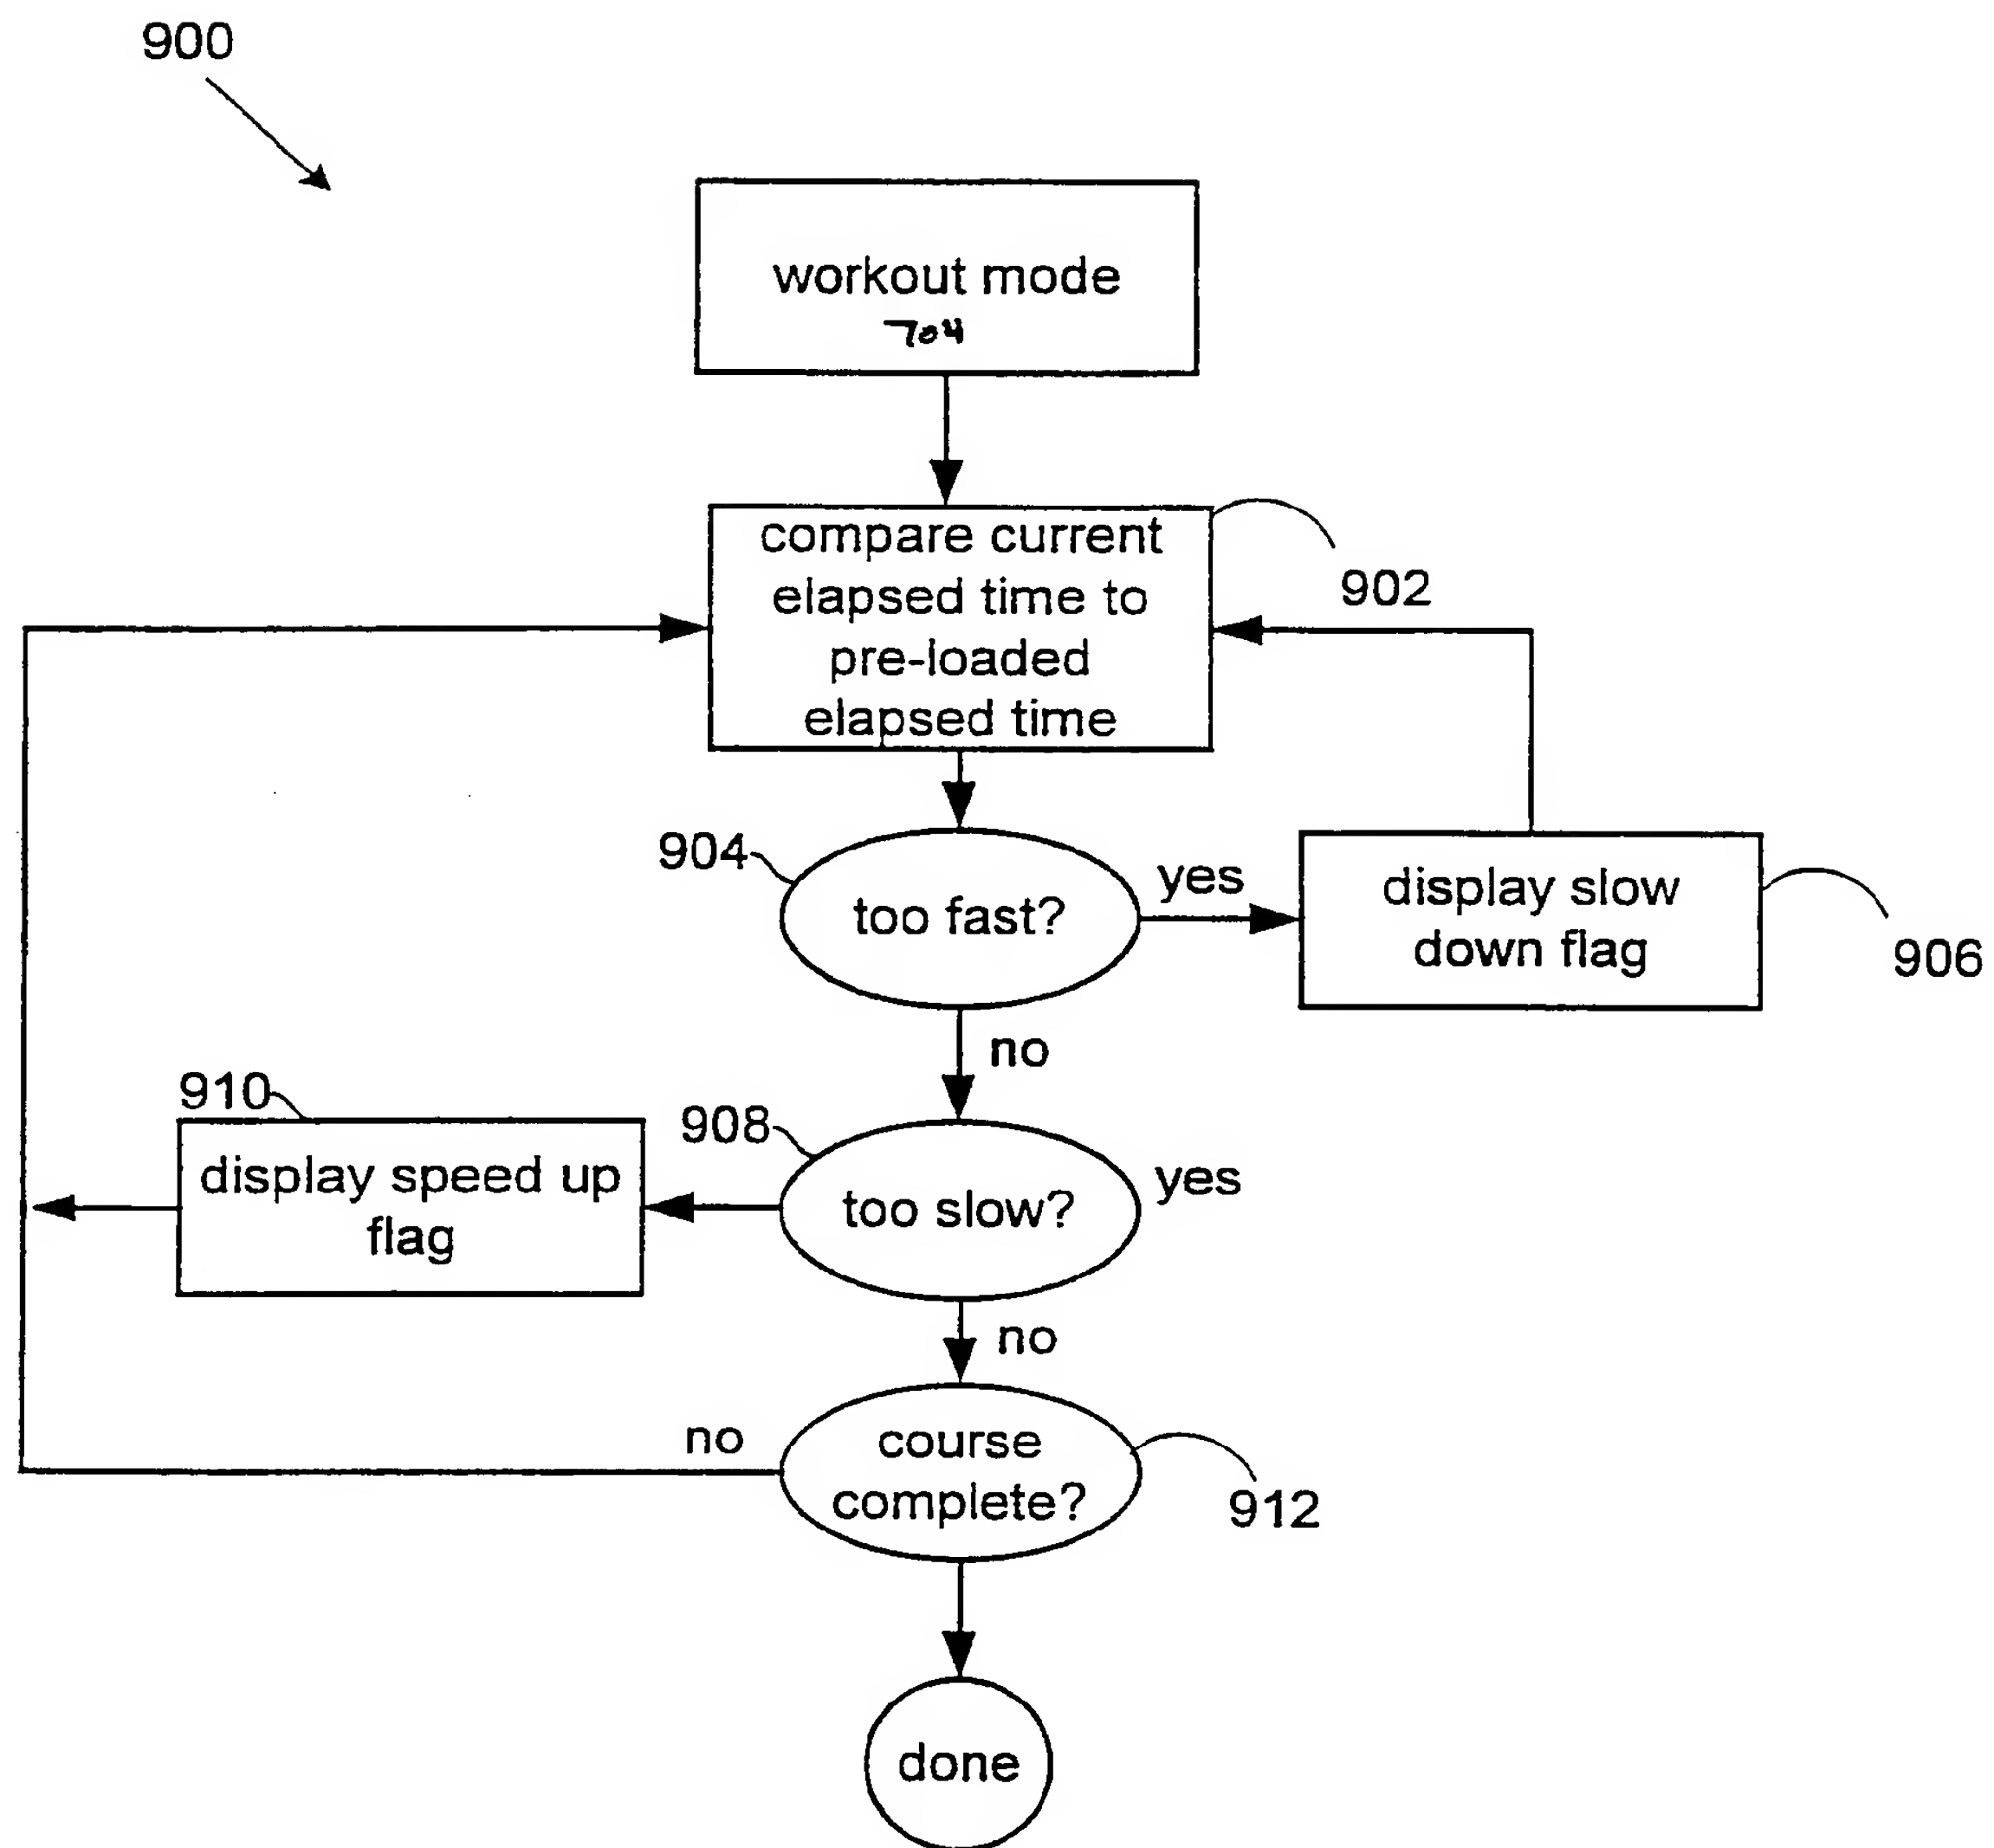 900
workout mode
704
compare current
elapsed time to
pre-loaded
elapsed time
902
904
too fast?
yes
display slow
down flag
906
no
910
display speed up
flag
908
too slow?
yes
no
no
course
complete?
912
done